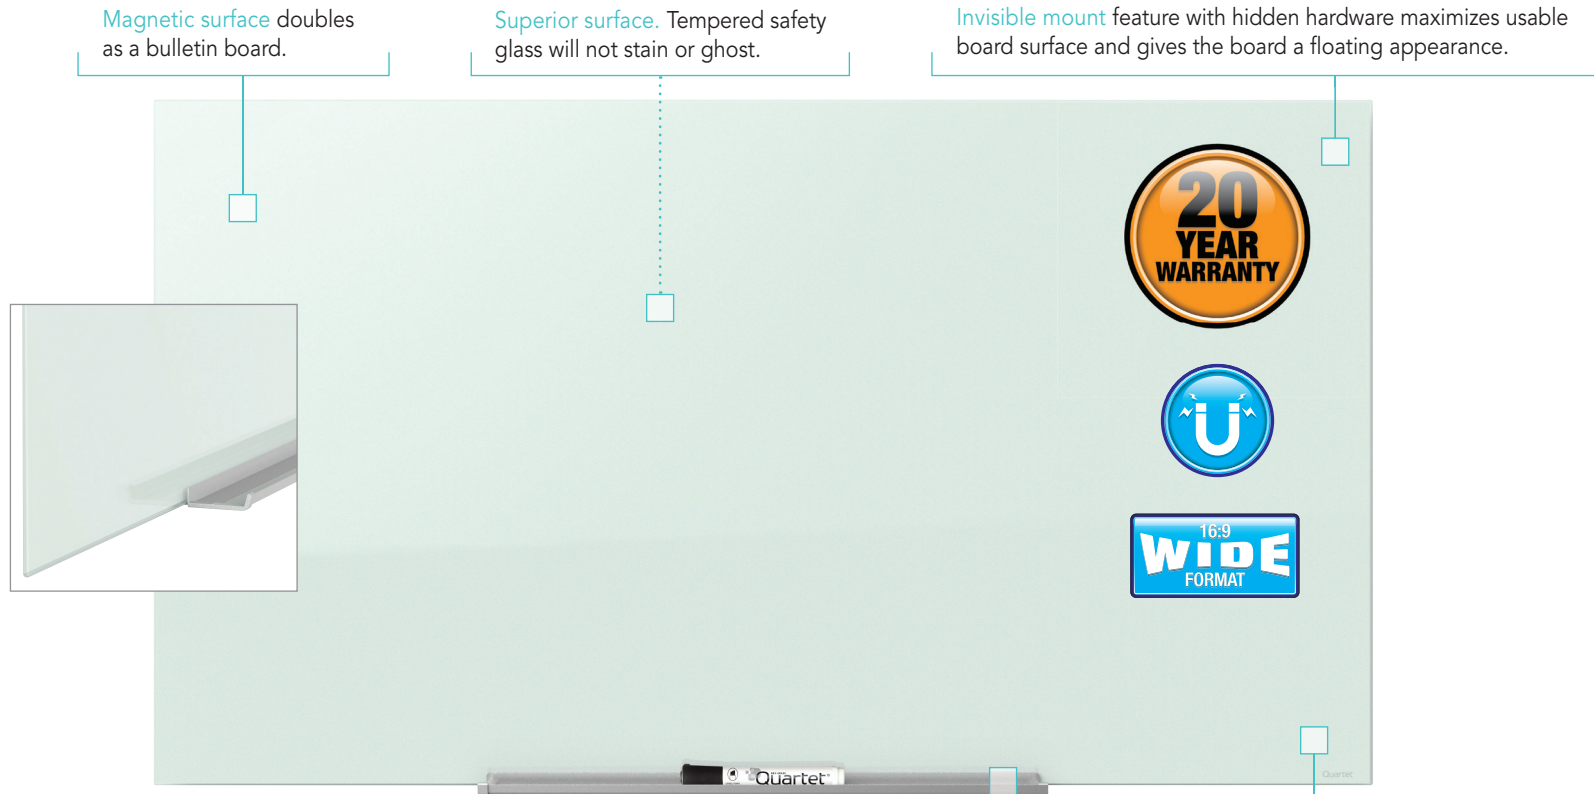 Magnetic surface doubles
as a bulletin board.
Superior surface. Tempered safety
glass will not stain or ghost.
Invisible mount feature with hidden hardware maximizes usable
board surface and gives the board a floating appearance.
20
YEAR
WARRANTY
16:9
WIDE
FORMAT
Quartet
Quartet